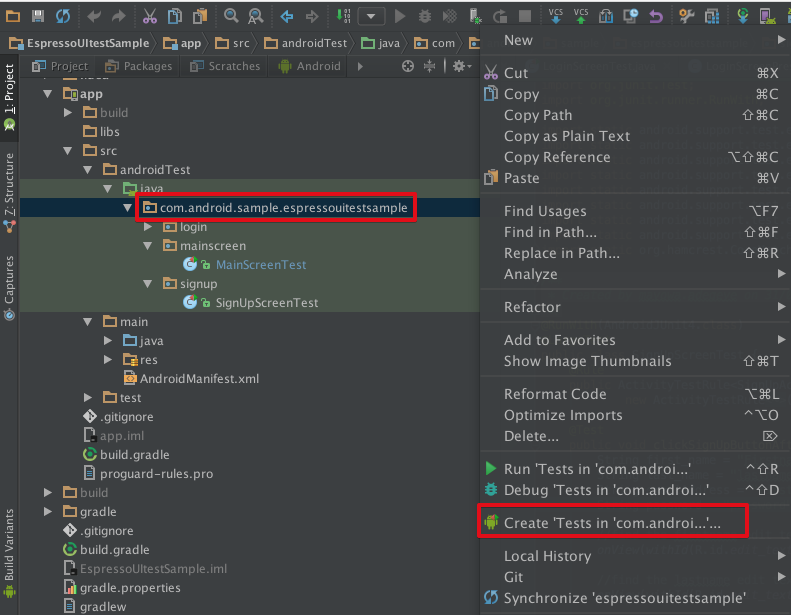 EspressoUItestSample
app
src
androidTest
java
com
Project
Packages
Scratches
Android
1: Project
Z: Structure
Captures
Build Variants
app
build
libs
src
androidTest
java
com.android.sample.espressouitestsample
login
mainscreen
MainScreenTest
signup
SignUpScreenTest
main
java
res
AndroidManifest.xml
test
.gitignore
app.iml
build.gradle
proguard-rules.pro
build
gradle
.gitignore
build.gradle
EspressoUItestSample.iml
gradle.properties
gradlew
VCS
VCS
New
Cut ⌘X
Copy ⌘C
Copy Path ⇧⌘C
Copy as Plain Text
Copy Reference ⌥⇧⌘C
Paste ⌘V
Find Usages ⌥F7
Find in Path... ⇧⌘F
Replace in Path... ⇧⌘R
Analyze
Refactor
Add to Favorites
Show Image Thumbnails ⇧⌘T
Reformat Code ⌥⌘L
Optimize Imports ^⌥O
Delete... ⌦
Run 'Tests in 'com.androi...' ^⇧R
Debug 'Tests in 'com.androi...' ^⇧D
Create 'Tests in 'com.androi...'...
Local History
Git
Synchronize 'espressouitestsample'